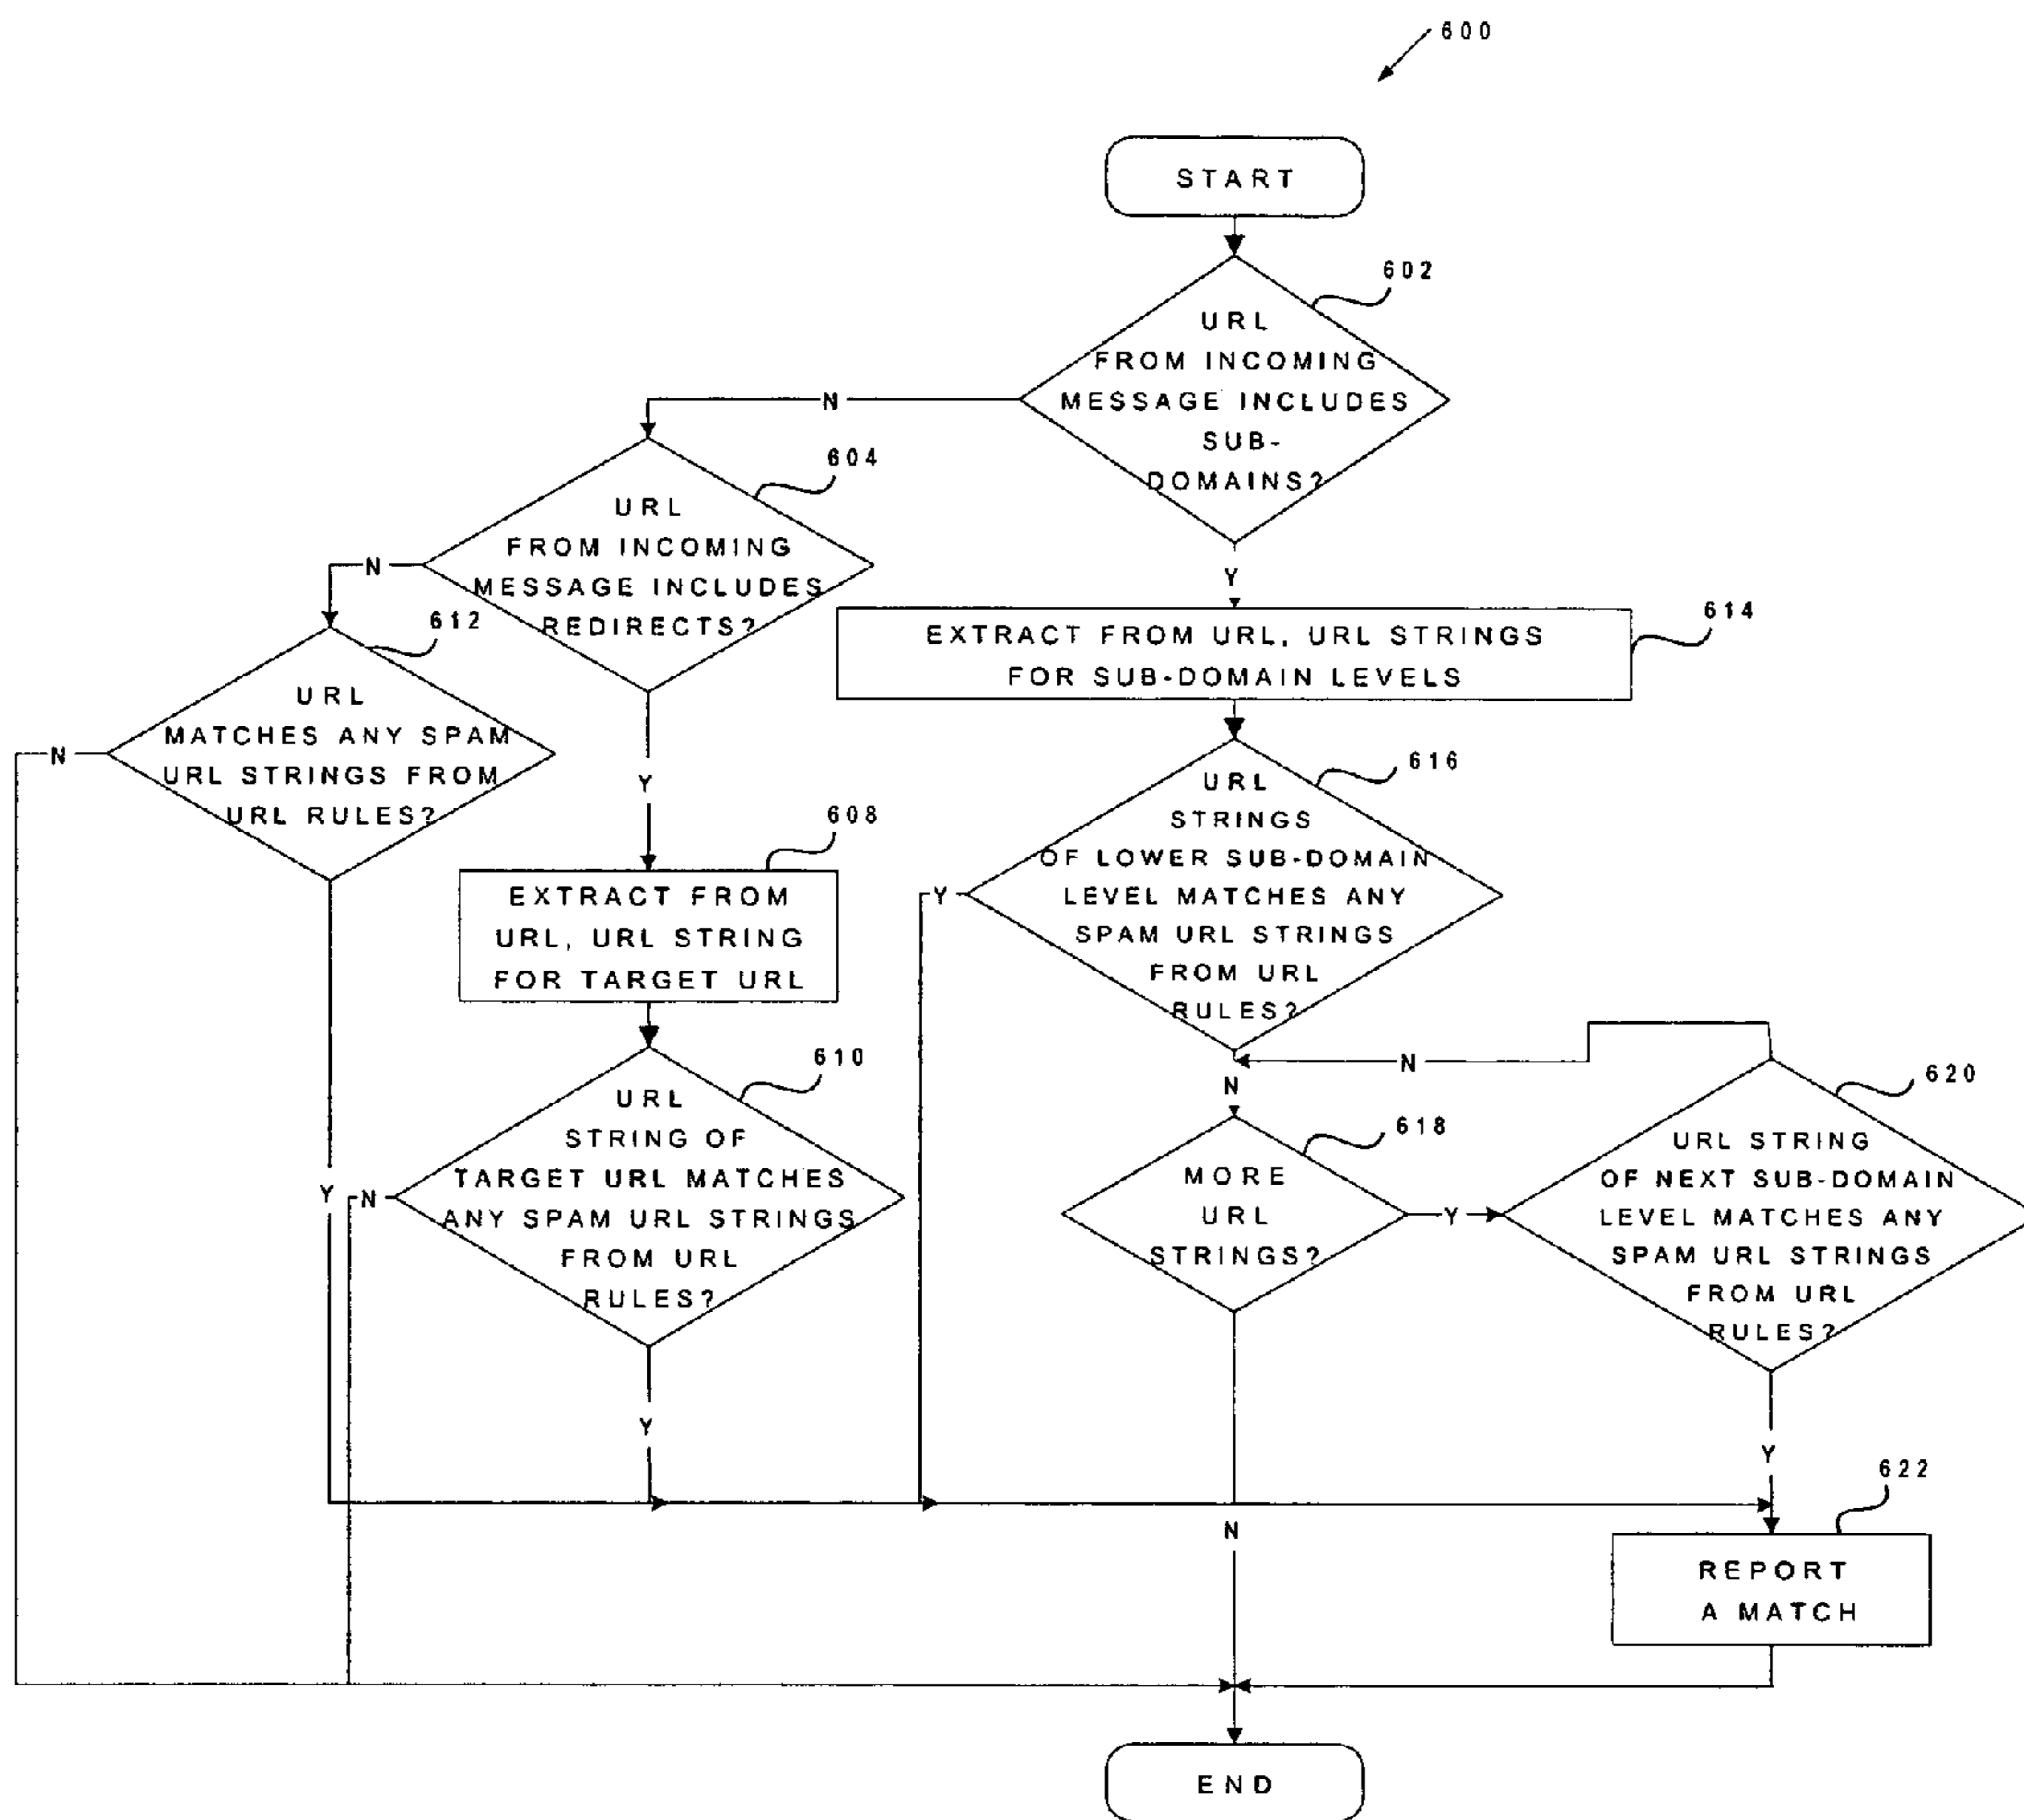 600
START
602
URL
FROM INCOMING
MESSAGE INCLUDES
SUB-
DOMAINS?
N
Y
604
URL
FROM INCOMING
MESSAGE INCLUDES
REDIRECTS?
N
Y
612
URL
MATCHES ANY SPAM
URL STRINGS FROM
URL RULES?
N
Y
608
EXTRACT FROM
URL, URL STRING
FOR TARGET URL
610
URL
STRING OF
TARGET URL MATCHES
ANY SPAM URL STRINGS
FROM URL
RULES?
N
Y
614
EXTRACT FROM URL, URL STRINGS
FOR SUB-DOMAIN LEVELS
616
URL
STRINGS
OF LOWER SUB-DOMAIN
LEVEL MATCHES ANY
SPAM URL STRINGS
FROM URL
RULES?
Y
N
618
MORE
URL
STRINGS?
Y
N
620
URL STRING
OF NEXT SUB-DOMAIN
LEVEL MATCHES ANY
SPAM URL STRINGS
FROM URL
RULES?
N
Y
622
REPORT
A MATCH
END